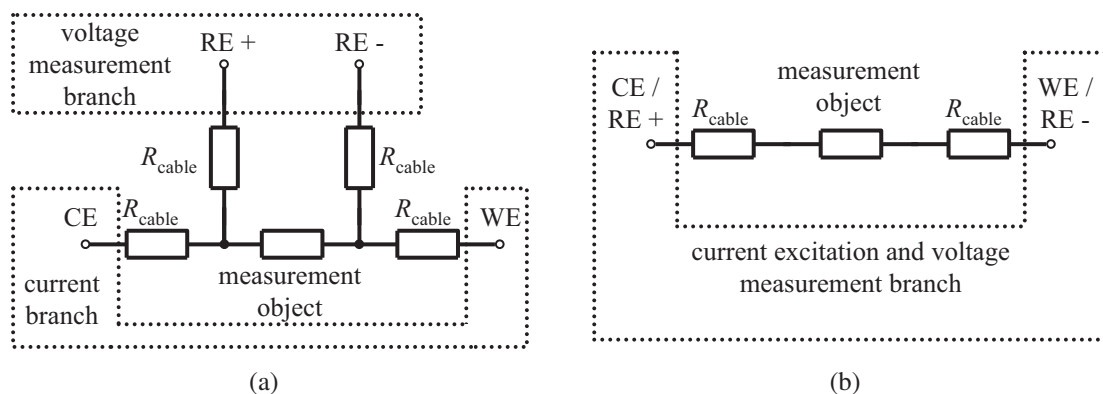 voltage
measurement
branch
RE +
RE -
R_cable
R_cable
CE
R_cable
R_cable
WE
current
branch
measurement
object
(a)
CE /
RE +
measurement
object
R_cable
R_cable
WE /
RE -
current excitation and voltage
measurement branch
(b)